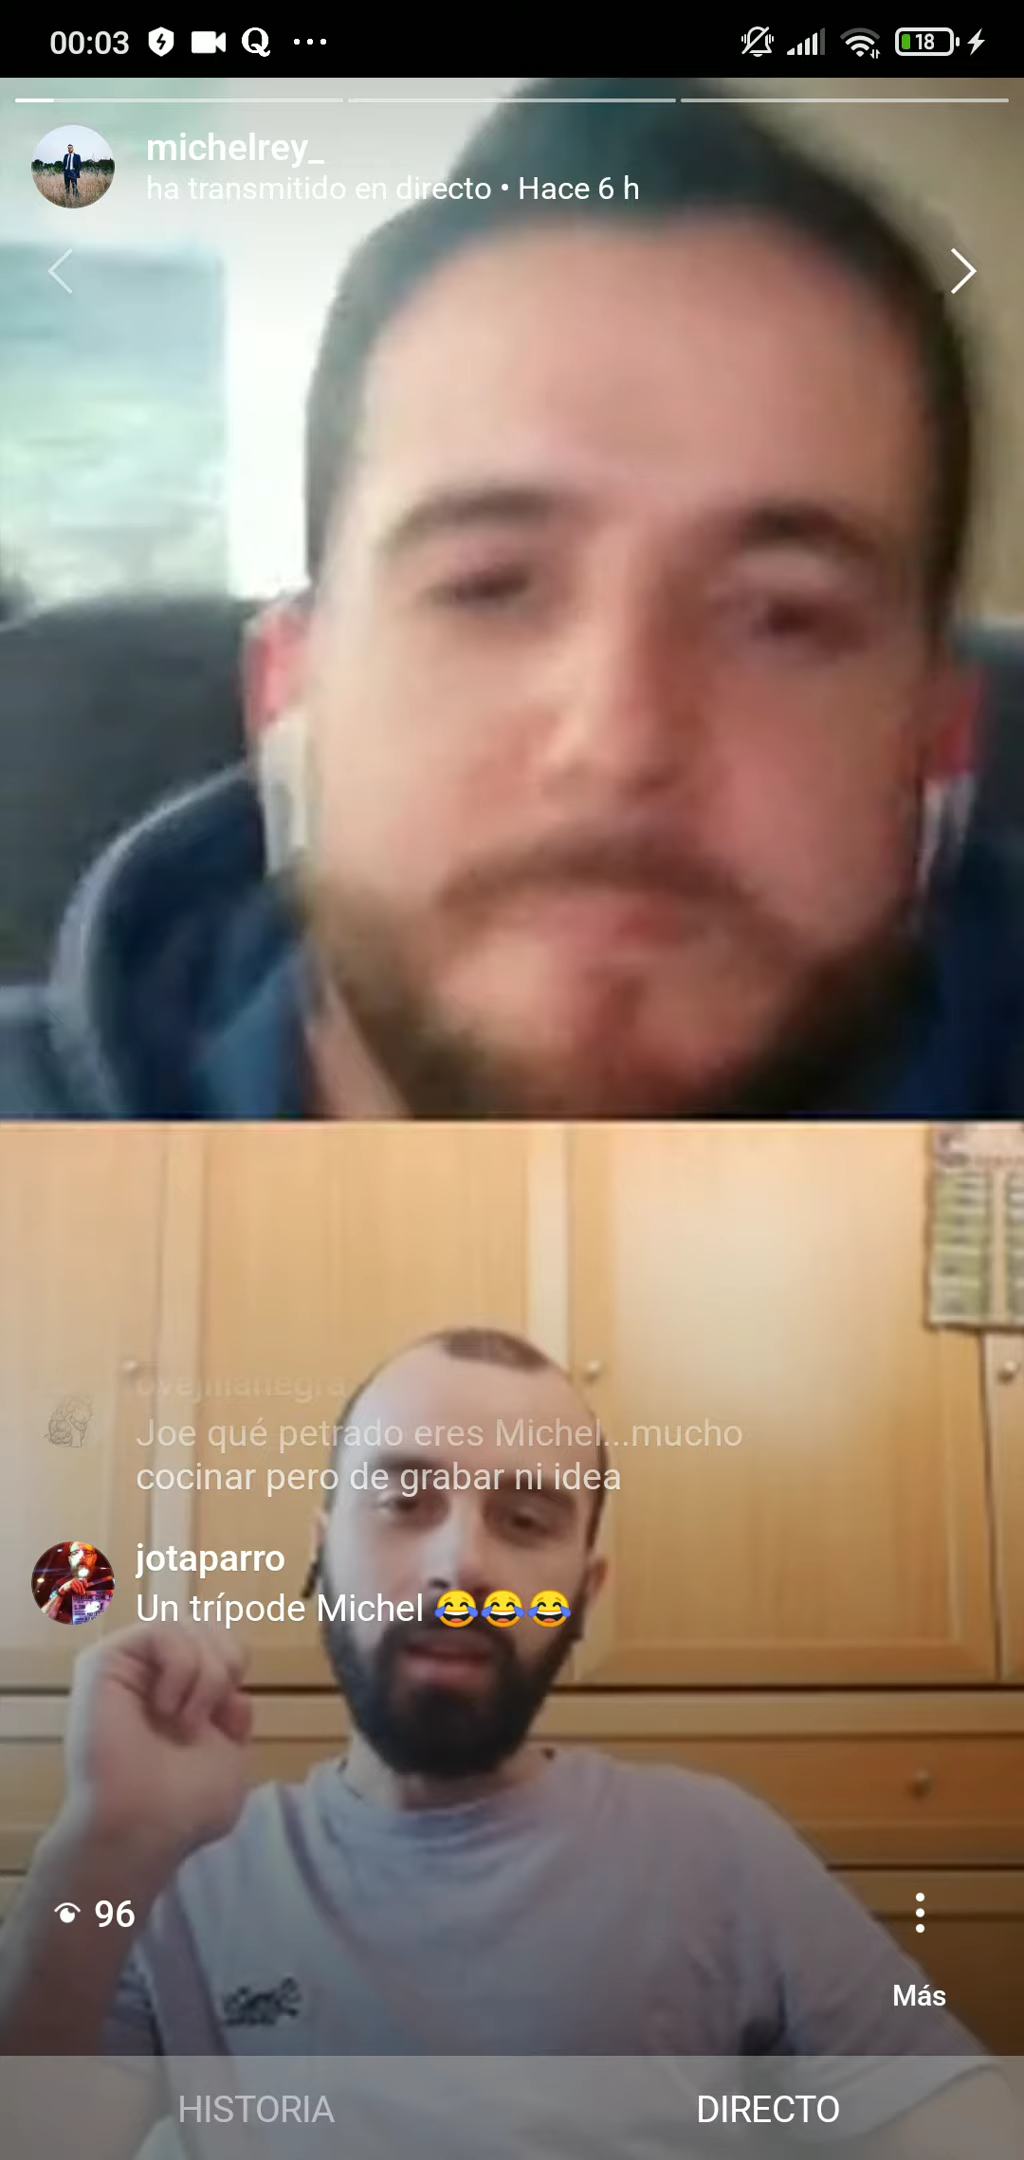 00:03
18
michelrey_
ha transmitido en directo • Hace 6 h
ovejitanegra
Joe qué petrado eres Michel...mucho
cocinar pero de grabar ni idea
jotaparro
Un trípode Michel 😂😂😂
96
Más
HISTORIA
DIRECTO